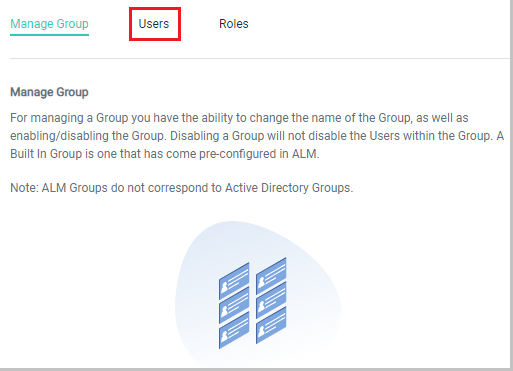 Manage Group Users Roles
Manage Group
For managing a Group you have the ability to change the name of the Group, as well as
enabling/disabling the Group. Disabling a Group will not disable the Users within the Group. A
Built In Group is one that has come pre-configured in ALM.
Note: ALM Groups do not correspond to Active Directory Groups.